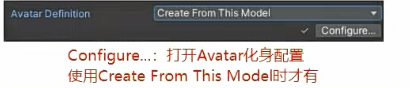 Avatar Definition Create From This Model
✓ Configure...
Configure...：打开Avatar化身配置
使用Create From This Model时才有